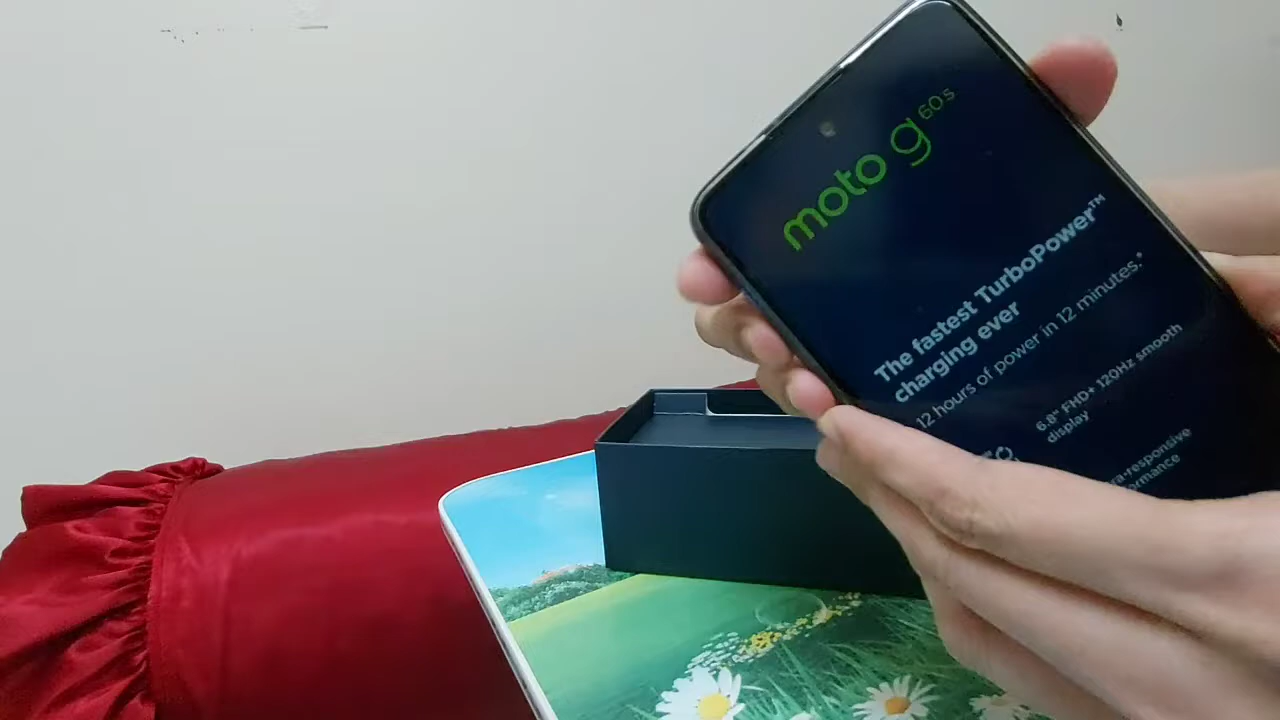 moto g 60s
The fastest TurboPower™
charging ever
12 hours of power in 12 minutes.*
6.8" FHD+ 120Hz smooth
display